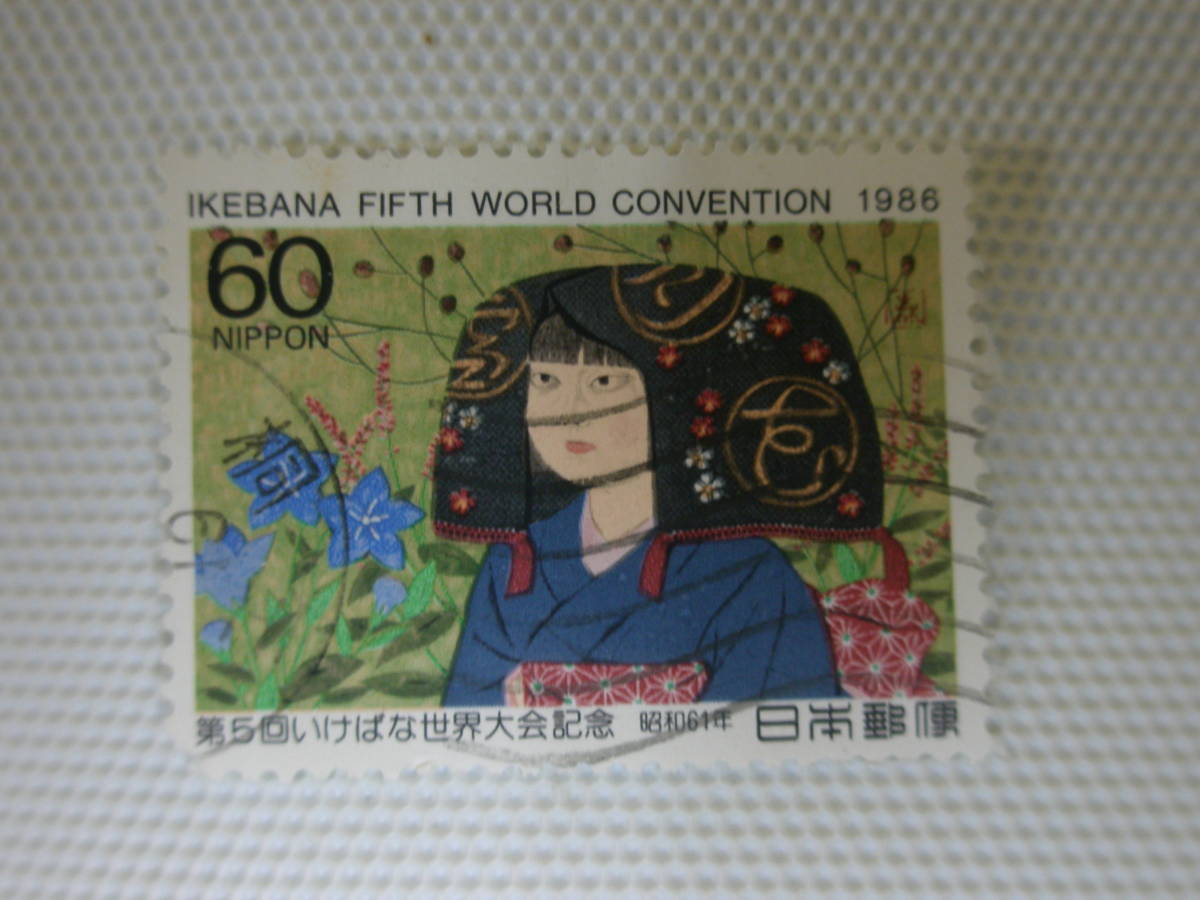 IKEBANA FIFTH WORLD CONVENTION 1986
60
NIPPON
第5回いけばな世界大会記念 昭和61年 日本郵便